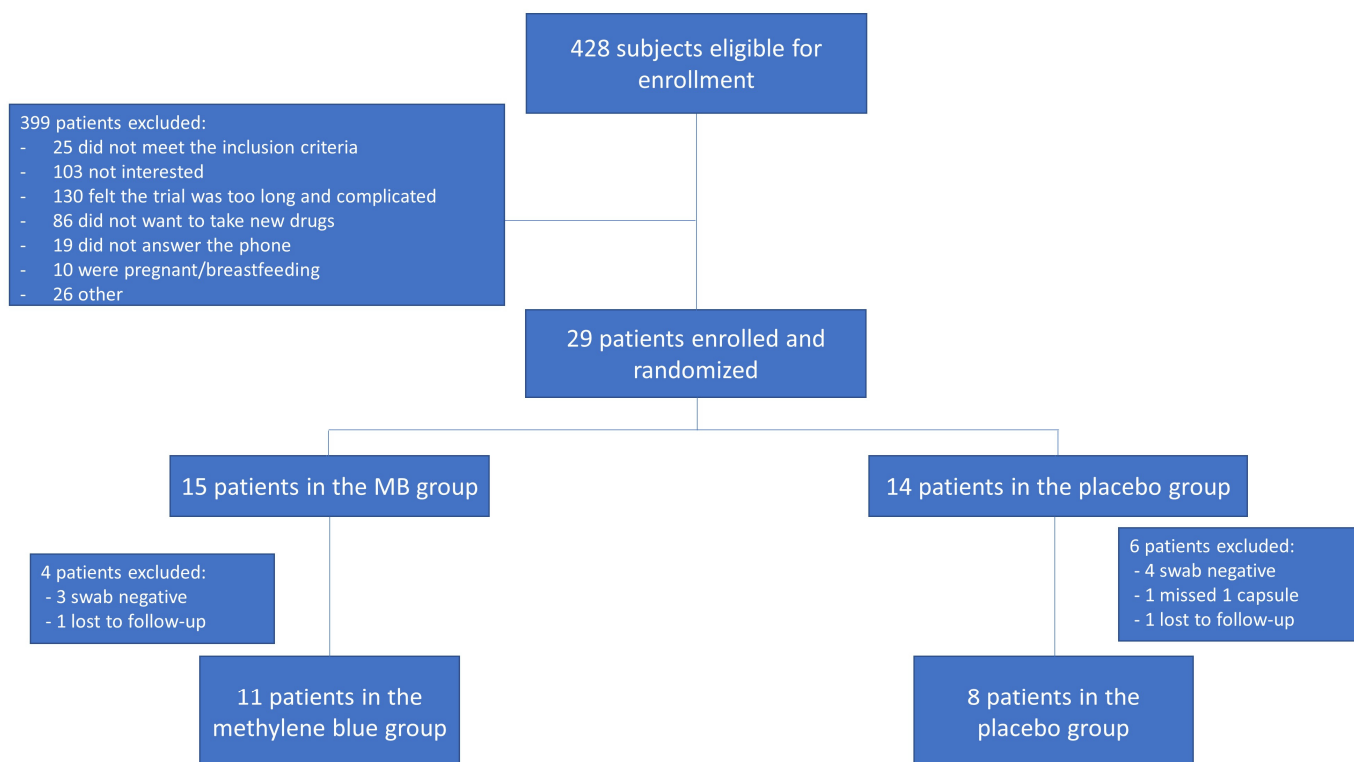 428 subjects eligible for
enrollment
399 patients excluded:
- 25 did not meet the inclusion criteria
- 103 not interested
- 130 felt the trial was too long and complicated
- 86 did not want to take new drugs
- 19 did not answer the phone
- 10 were pregnant/breastfeeding
- 26 other
29 patients enrolled and
randomized
15 patients in the MB group
14 patients in the placebo group
4 patients excluded:
- 3 swab negative
- 1 lost to follow-up
6 patients excluded:
- 4 swab negative
- 1 missed 1 capsule
- 1 lost to follow-up
11 patients in the
methylene blue group
8 patients in the
placebo group